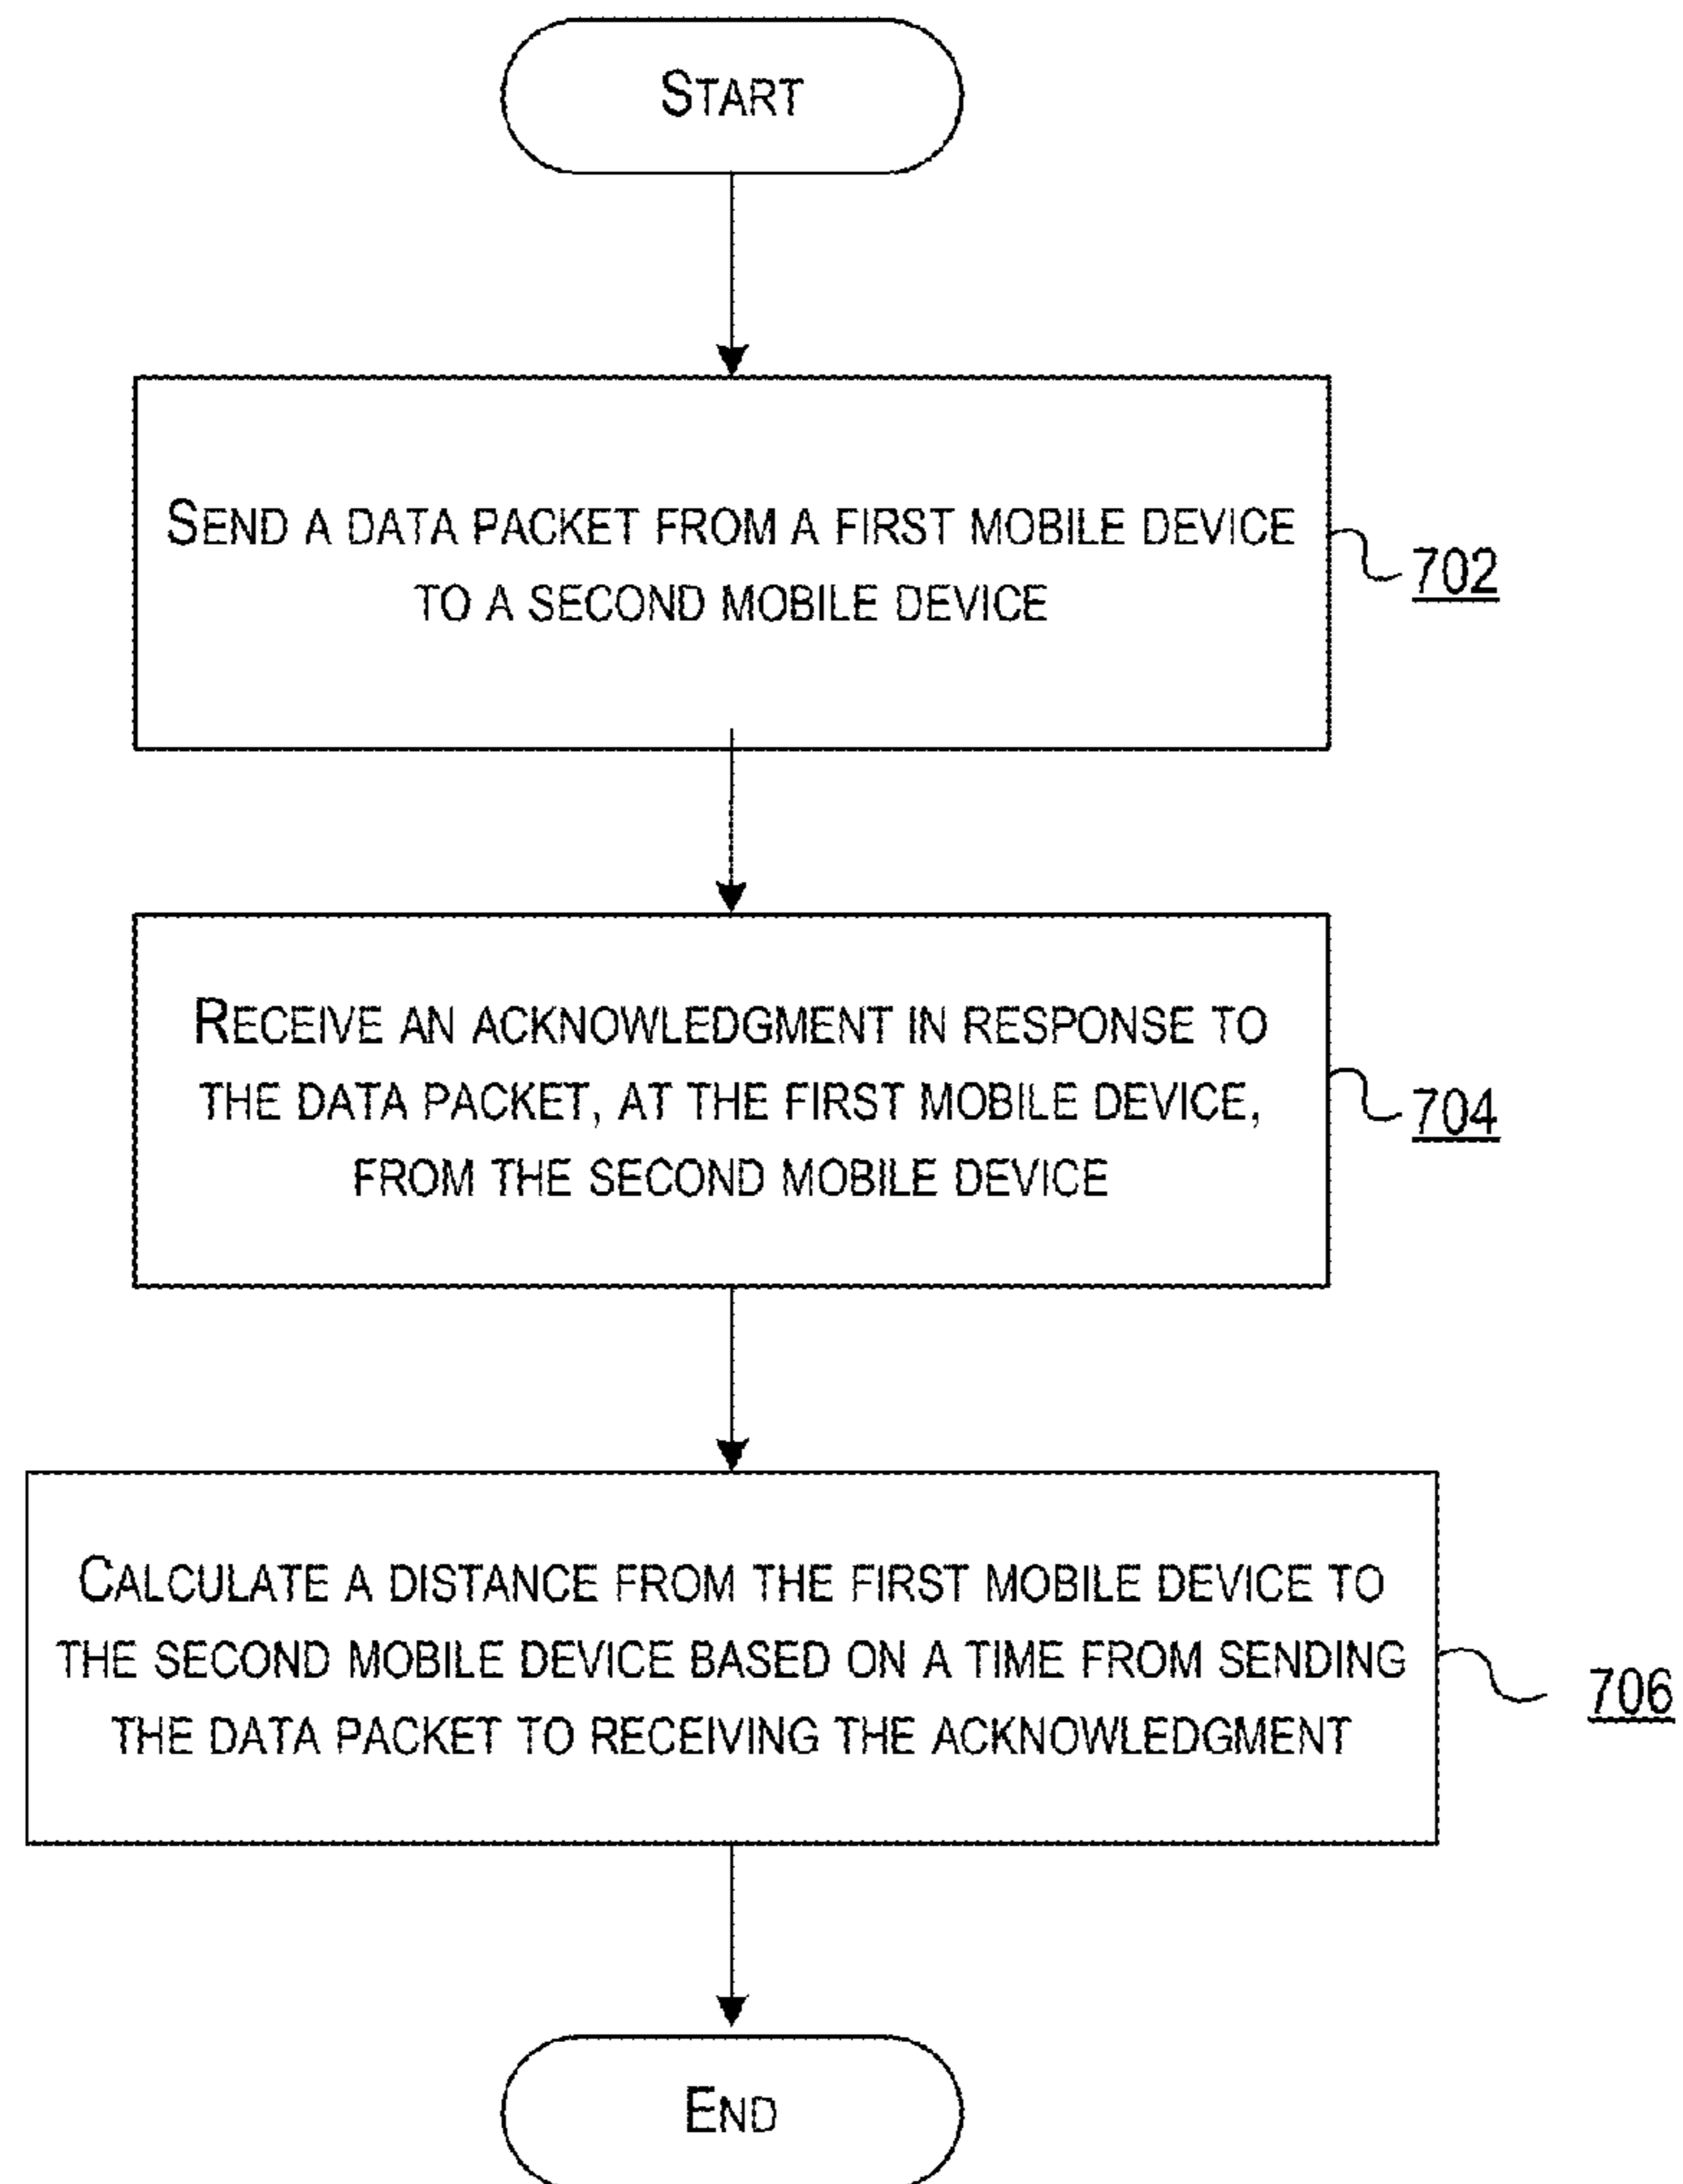 START
SEND A DATA PACKET FROM A FIRST MOBILE DEVICE
TO A SECOND MOBILE DEVICE
702
RECEIVE AN ACKNOWLEDGMENT IN RESPONSE TO
THE DATA PACKET, AT THE FIRST MOBILE DEVICE,
FROM THE SECOND MOBILE DEVICE
704
CALCULATE A DISTANCE FROM THE FIRST MOBILE DEVICE TO
THE SECOND MOBILE DEVICE BASED ON A TIME FROM SENDING
THE DATA PACKET TO RECEIVING THE ACKNOWLEDGMENT
706
END